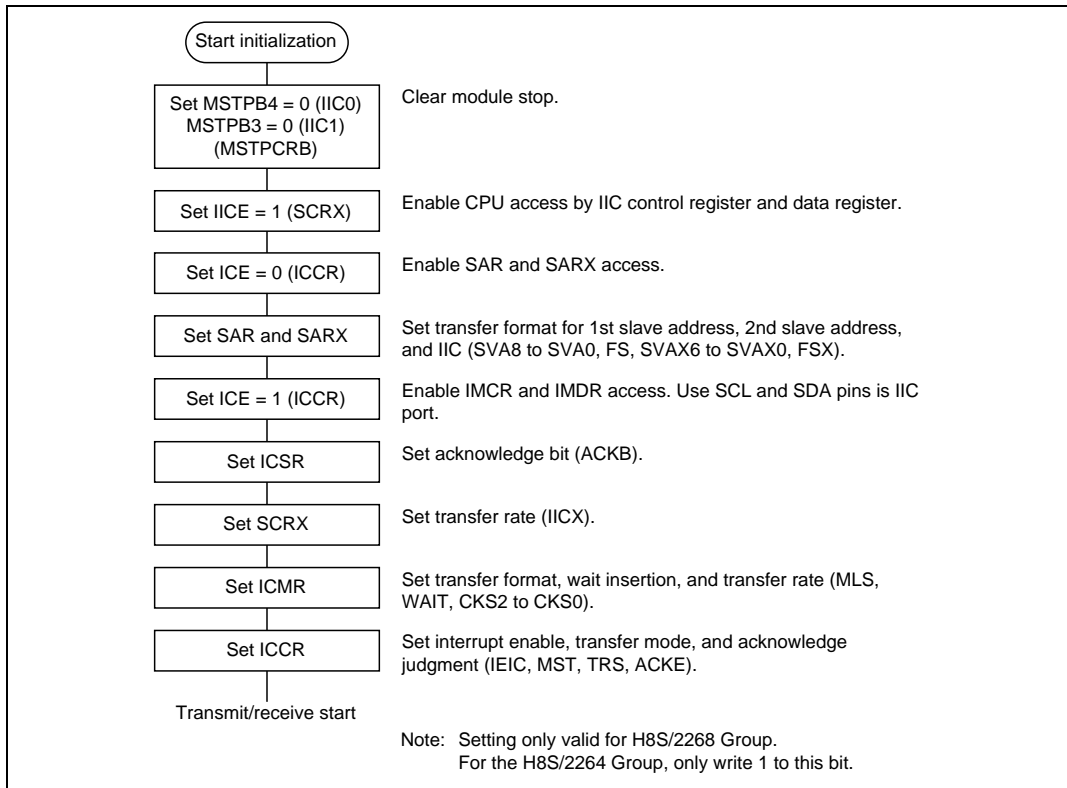 Start initialization
Set MSTPB4 = 0 (IIC0)
MSTPB3 = 0 (IIC1)
(MSTPCRB)
Clear module stop.
Set IICE = 1 (SCRX)
Enable CPU access by IIC control register and data register.
Set ICE = 0 (ICCR)
Enable SAR and SARX access.
Set SAR and SARX
Set transfer format for 1st slave address, 2nd slave address,
and IIC (SVA8 to SVA0, FS, SVAX6 to SVAX0, FSX).
Set ICE = 1 (ICCR)
Enable IMCR and IMDR access. Use SCL and SDA pins is IIC
port.
Set ICSR
Set acknowledge bit (ACKB).
Set SCRX
Set transfer rate (IICX).
Set ICMR
Set transfer format, wait insertion, and transfer rate (MLS,
WAIT, CKS2 to CKS0).
Set ICCR
Set interrupt enable, transfer mode, and acknowledge
judgment (IEIC, MST, TRS, ACKE).
Transmit/receive start
Note: Setting only valid for H8S/2268 Group.
For the H8S/2264 Group, only write 1 to this bit.